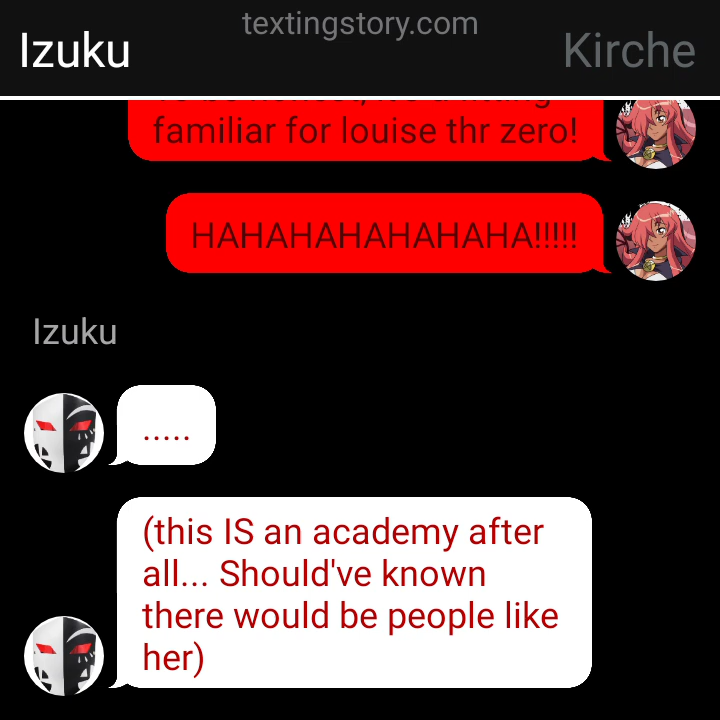 textingstory.com
Izuku
Kirche
familiar for louise thr zero!
HAHAHAHAHAHAHA!!!!!
Izuku
.....
(this IS an academy after
all... Should've known
there would be people like
her)